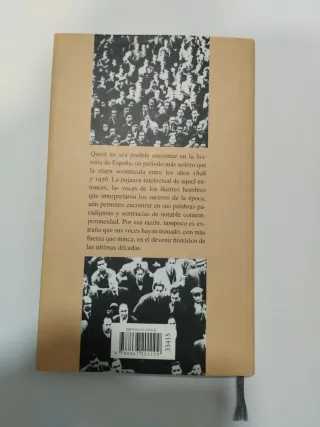 Quizá no sea posible encontrar en la his-
toria de España, un período más señero que
la etapa acontecida entre los años 1898
y 1936. La pujanza intelectual de aquel en-
tonces, las voces de los ilustres hombres
que interpretaron los sucesos de la época,
aún permiten encontrar en sus palabras pa-
radigmas y sentencias de notable contem-
poraneidad. Por esa razón, tampoco es ex-
traño que sus voces hayan tronado, con más
fuerza que nunca, en el devenir histórico de
las últimas décadas.
33415